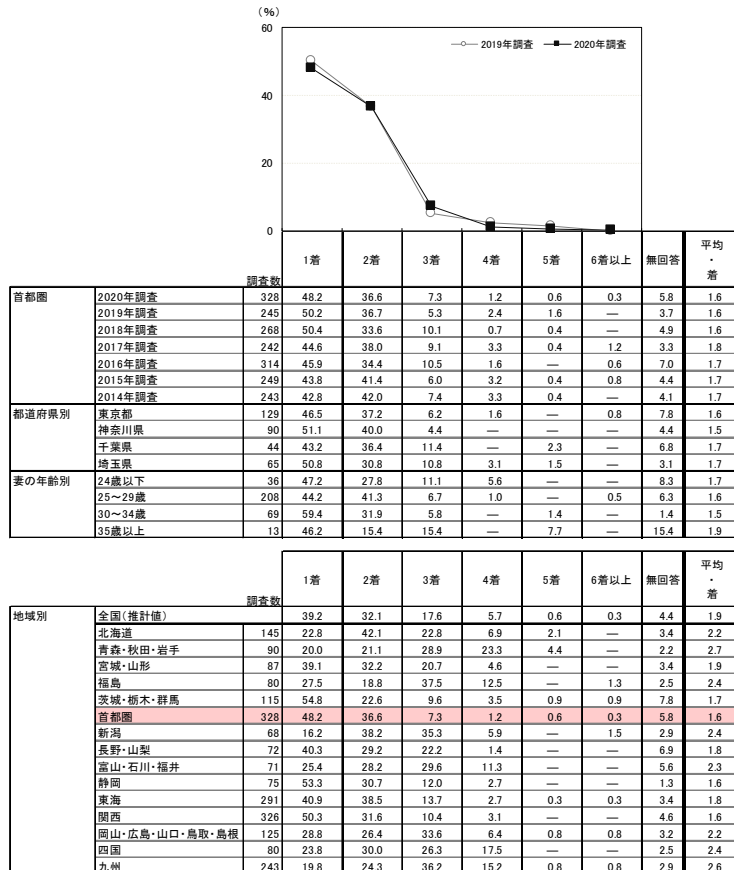 （%）
60
40
20
0
2019年調査 2020年調査
調査数 1着 2着 3着 4着 5着 6着以上 無回答 平均・着
首都圏 2020年調査 328 48.2 36.6 7.3 1.2 0.6 0.3 5.8 1.6
2019年調査 245 50.2 36.7 5.3 2.4 1.6 — 3.7 1.6
2018年調査 268 50.4 33.6 10.1 0.7 0.4 — 4.9 1.6
2017年調査 242 44.6 38.0 9.1 3.3 0.4 1.2 3.3 1.8
2016年調査 314 45.9 34.4 10.5 1.6 — 0.6 7.0 1.7
2015年調査 249 43.8 41.4 6.0 3.2 0.4 0.8 4.4 1.7
2014年調査 243 42.8 42.0 7.4 3.3 0.4 — 4.1 1.7
都道府県別 東京都 129 46.5 37.2 6.2 1.6 — 0.8 7.8 1.6
神奈川県 90 51.1 40.0 4.4 — — — 4.4 1.5
千葉県 44 43.2 36.4 11.4 — 2.3 — 6.8 1.7
埼玉県 65 50.8 30.8 10.8 3.1 1.5 — 3.1 1.7
妻の年齢別 24歳以下 36 47.2 27.8 11.1 5.6 — — 8.3 1.7
25～29歳 208 44.2 41.3 6.7 1.0 — 0.5 6.3 1.6
30～34歳 69 59.4 31.9 5.8 — 1.4 — 1.4 1.5
35歳以上 13 46.2 15.4 15.4 — 7.7 — 15.4 1.9
調査数 1着 2着 3着 4着 5着 6着以上 無回答 平均・着
地域別 全国(推計値) 39.2 32.1 17.6 5.7 0.6 0.3 4.4 1.9
北海道 145 22.8 42.1 22.8 6.9 2.1 — 3.4 2.2
青森・秋田・岩手 90 20.0 21.1 28.9 23.3 4.4 — 2.2 2.7
宮城・山形 87 39.1 32.2 20.7 4.6 — — 3.4 1.9
福島 80 27.5 18.8 37.5 12.5 — 1.3 2.5 2.4
茨城・栃木・群馬 115 54.8 22.6 9.6 3.5 0.9 0.9 7.8 1.7
首都圏 328 48.2 36.6 7.3 1.2 0.6 0.3 5.8 1.6
新潟 68 16.2 38.2 35.3 5.9 — 1.5 2.9 2.4
長野・山梨 72 40.3 29.2 22.2 1.4 — — 6.9 1.8
富山・石川・福井 71 25.4 28.2 29.6 11.3 — — 5.6 2.3
静岡 75 53.3 30.7 12.0 2.7 — — 1.3 1.6
東海 291 40.9 38.5 13.7 2.7 0.3 0.3 3.4 1.8
関西 326 50.3 31.6 10.4 3.1 — — 4.6 1.6
岡山・広島・山口・鳥取・島根 125 28.8 26.4 33.6 6.4 0.8 0.8 3.2 2.2
四国 80 23.8 30.0 26.3 17.5 — — 2.5 2.4
九州 243 19.8 24.3 36.2 15.2 0.8 0.8 2.9 2.6